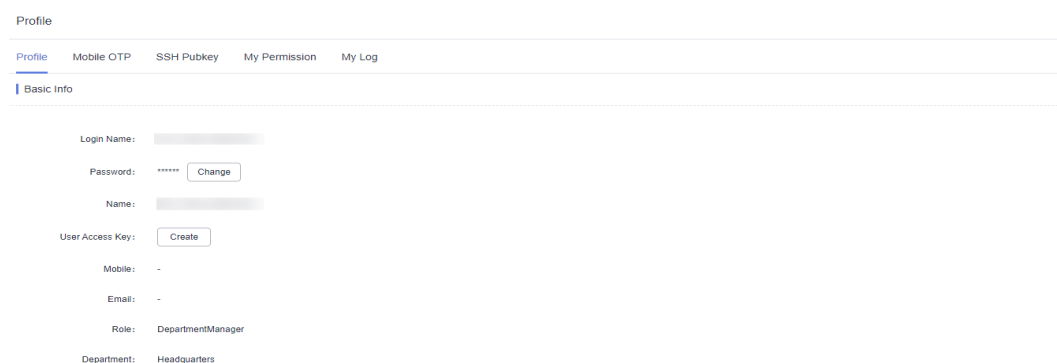 Profile
Profile Mobile OTP SSH Pubkey My Permission My Log
Basic Info
Login Name:
Password: ****** Change
Name:
User Access Key: Create
Mobile: -
Email: -
Role: DepartmentManager
Department: Headquarters